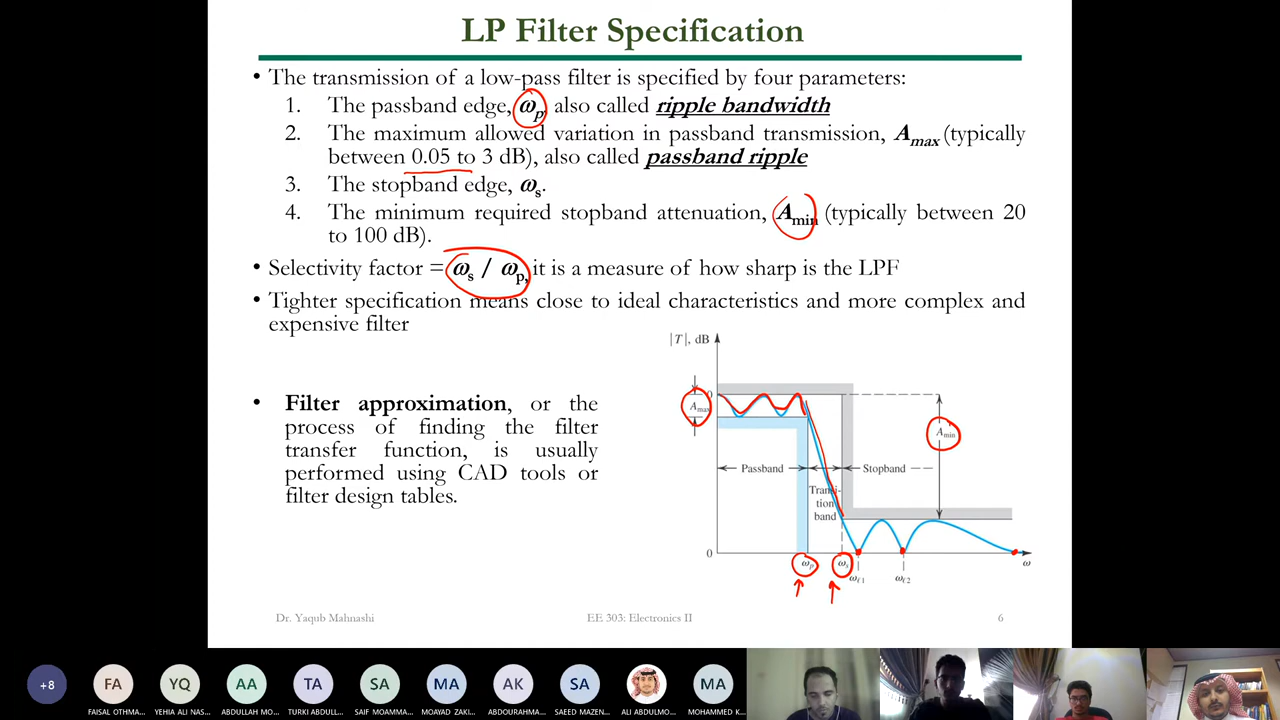 LP Filter Specification
• The transmission of a low-pass filter is specified by four parameters:
1. The passband edge, ωp, also called ripple bandwidth
2. The maximum allowed variation in passband transmission, Amax (typically
between 0.05 to 3 dB), also called passband ripple
3. The stopband edge, ωs.
4. The minimum required stopband attenuation, Amin (typically between 20
to 100 dB).
• Selectivity factor = ωs / ωp, it is a measure of how sharp is the LPF
• Tighter specification means close to ideal characteristics and more complex and
expensive filter
• Filter approximation, or the
process of finding the filter
transfer function, is usually
performed using CAD tools or
filter design tables.
|T|, dB
0
Amax
Amin
Passband
Stopband
Transi-
tion
band
0
ωp
ωs
ωℓ1
ωℓ2
ω
Dr. Yaqub Mahnashi
EE 303: Electronics II
6
+8
FA
YQ
AA
TA
SA
MA
AK
SA
MA
FAISAL OTHMA...
YEHIA ALI NAS...
ABDULLAH MO...
TURKI ABDULL...
SAIF MOAMMA...
MOAYAD ZAKI...
ABDOURAHMA...
SAEED MAZEN...
ALI ABDULMO...
MOHAMMED K...